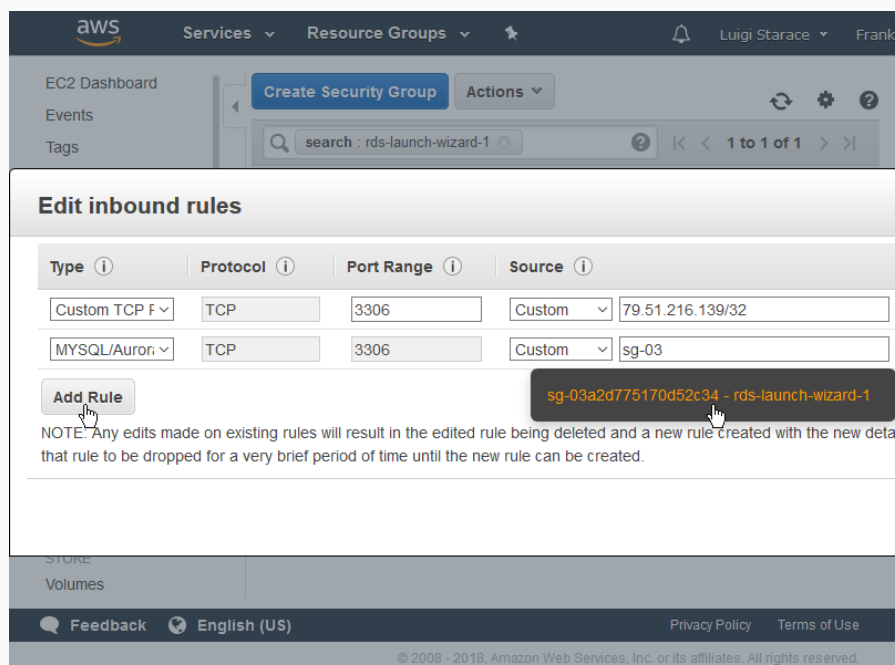 aws Services Resource Groups Luigi Starace Frank
EC2 Dashboard
Events
Tags
Create Security Group Actions
search : rds-launch-wizard-1 1 to 1 of 1
Edit inbound rules
Type Protocol Port Range Source
Custom TCP F TCP 3306 Custom 79.51.216.139/32
MYSQL/Auror TCP 3306 Custom sg-03
Add Rule
sg-03a2d775170d52c34 - rds-launch-wizard-1
NOTE: Any edits made on existing rules will result in the edited rule being deleted and a new rule created with the new deta
that rule to be dropped for a very brief period of time until the new rule can be created.
STORE
Volumes
Feedback English (US) Privacy Policy Terms of Use
© 2008 - 2018, Amazon Web Services, Inc. or its affiliates. All rights reserved.